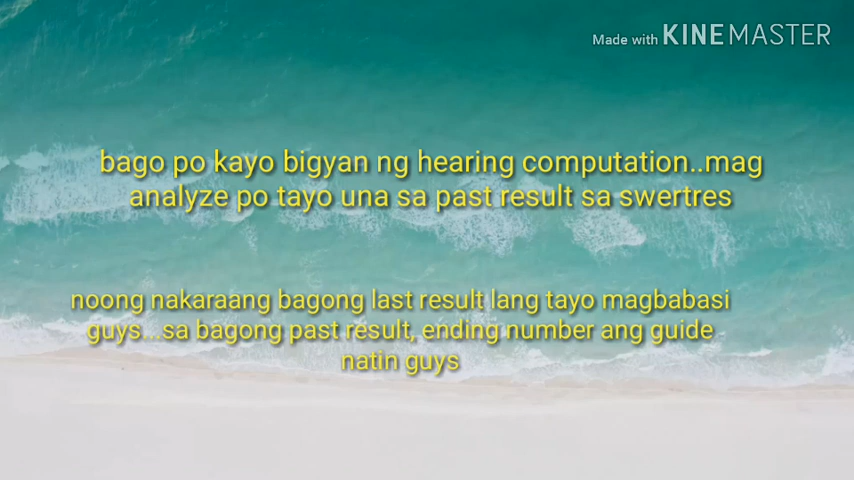 Made with KINEMASTER
bago po kayo bigyan ng hearing computation..mag
analyze po tayo una sa past result sa swertres
noong nakaraang bagong last result lang tayo magbabasi
guys...sa bagong past result, ending number ang guide
natin guys